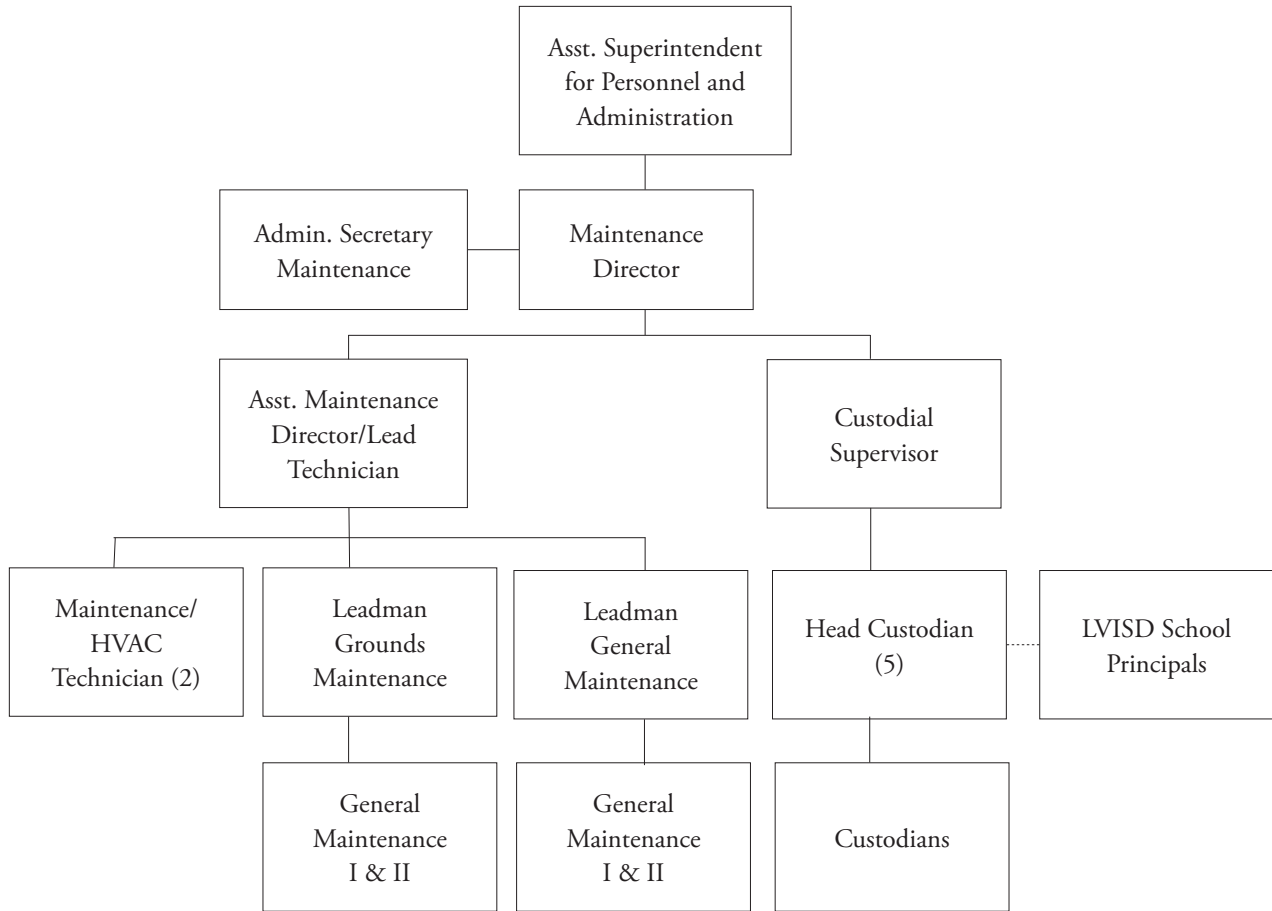 Asst. Superintendent
for Personnel and
Administration
Admin. Secretary
Maintenance
Maintenance
Director
Asst. Maintenance
Director/Lead
Technician
Custodial
Supervisor
Maintenance/
HVAC
Technician (2)
Leadman
Grounds
Maintenance
Leadman
General
Maintenance
Head Custodian
(5)
LVISD School
Principals
General
Maintenance
I & II
General
Maintenance
I & II
Custodians